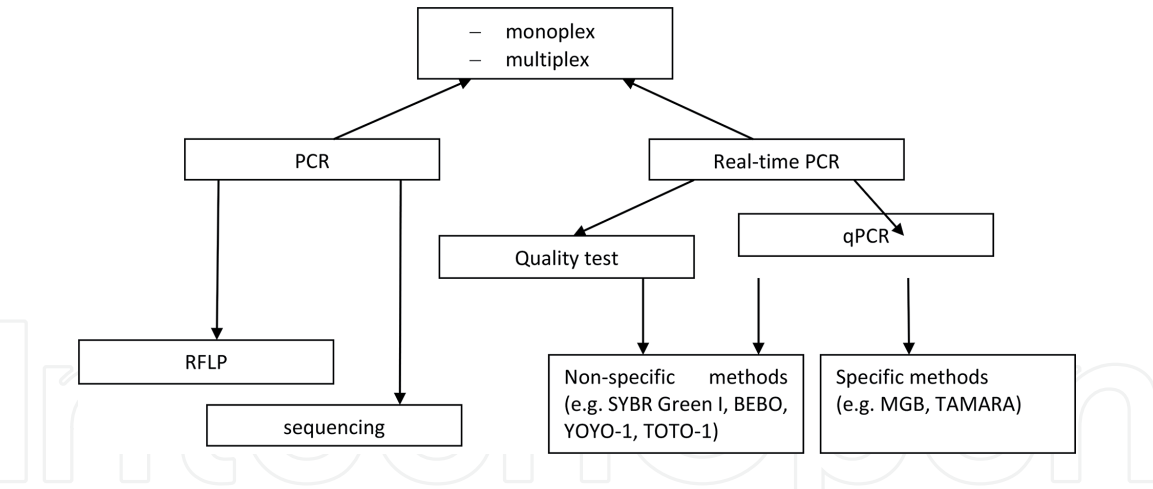 – monoplex
– multiplex
PCR
Real-time PCR
qPCR
Quality test
RFLP
Non-specific methods
(e.g. SYBR Green I, BEBO,
YOYO-1, TOTO-1)
Specific methods
(e.g. MGB, TAMARA)
sequencing
IntechOpen